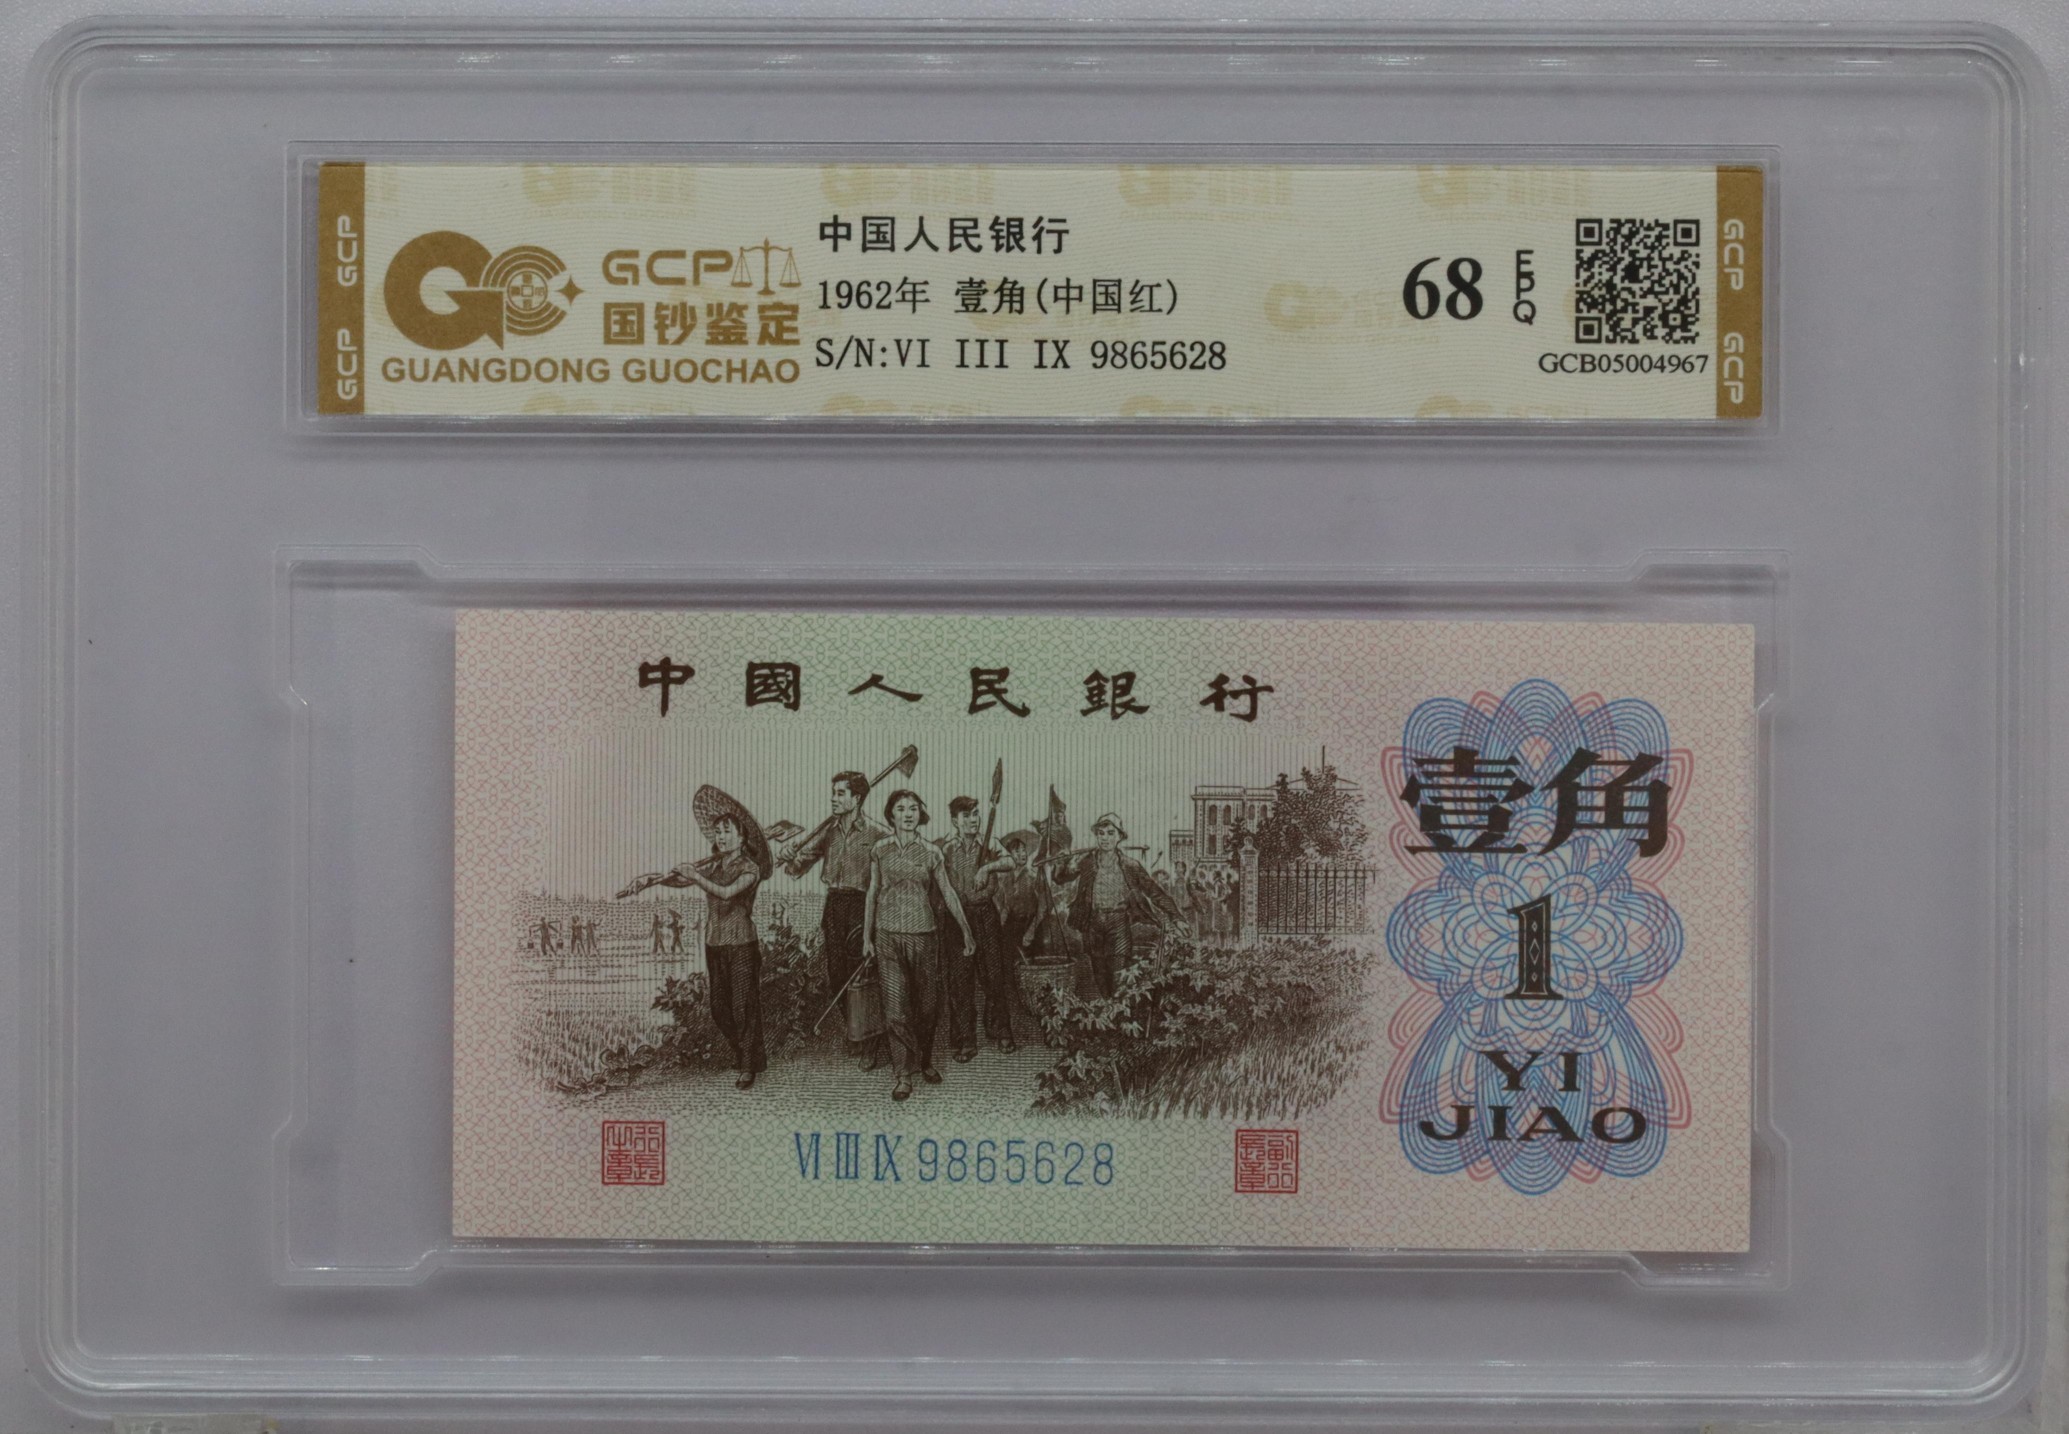 GCP
GCP
GCP
国钞鉴定
GUANGDONG GUOCHAO
中国人民银行
1962年 壹角(中国红)
S/N:VI III IX 9865628
68
EPQ
GCB05004967
GCP
GCP
中國人民銀行
壹角
1
YI
JIAO
VI III IX 9865628